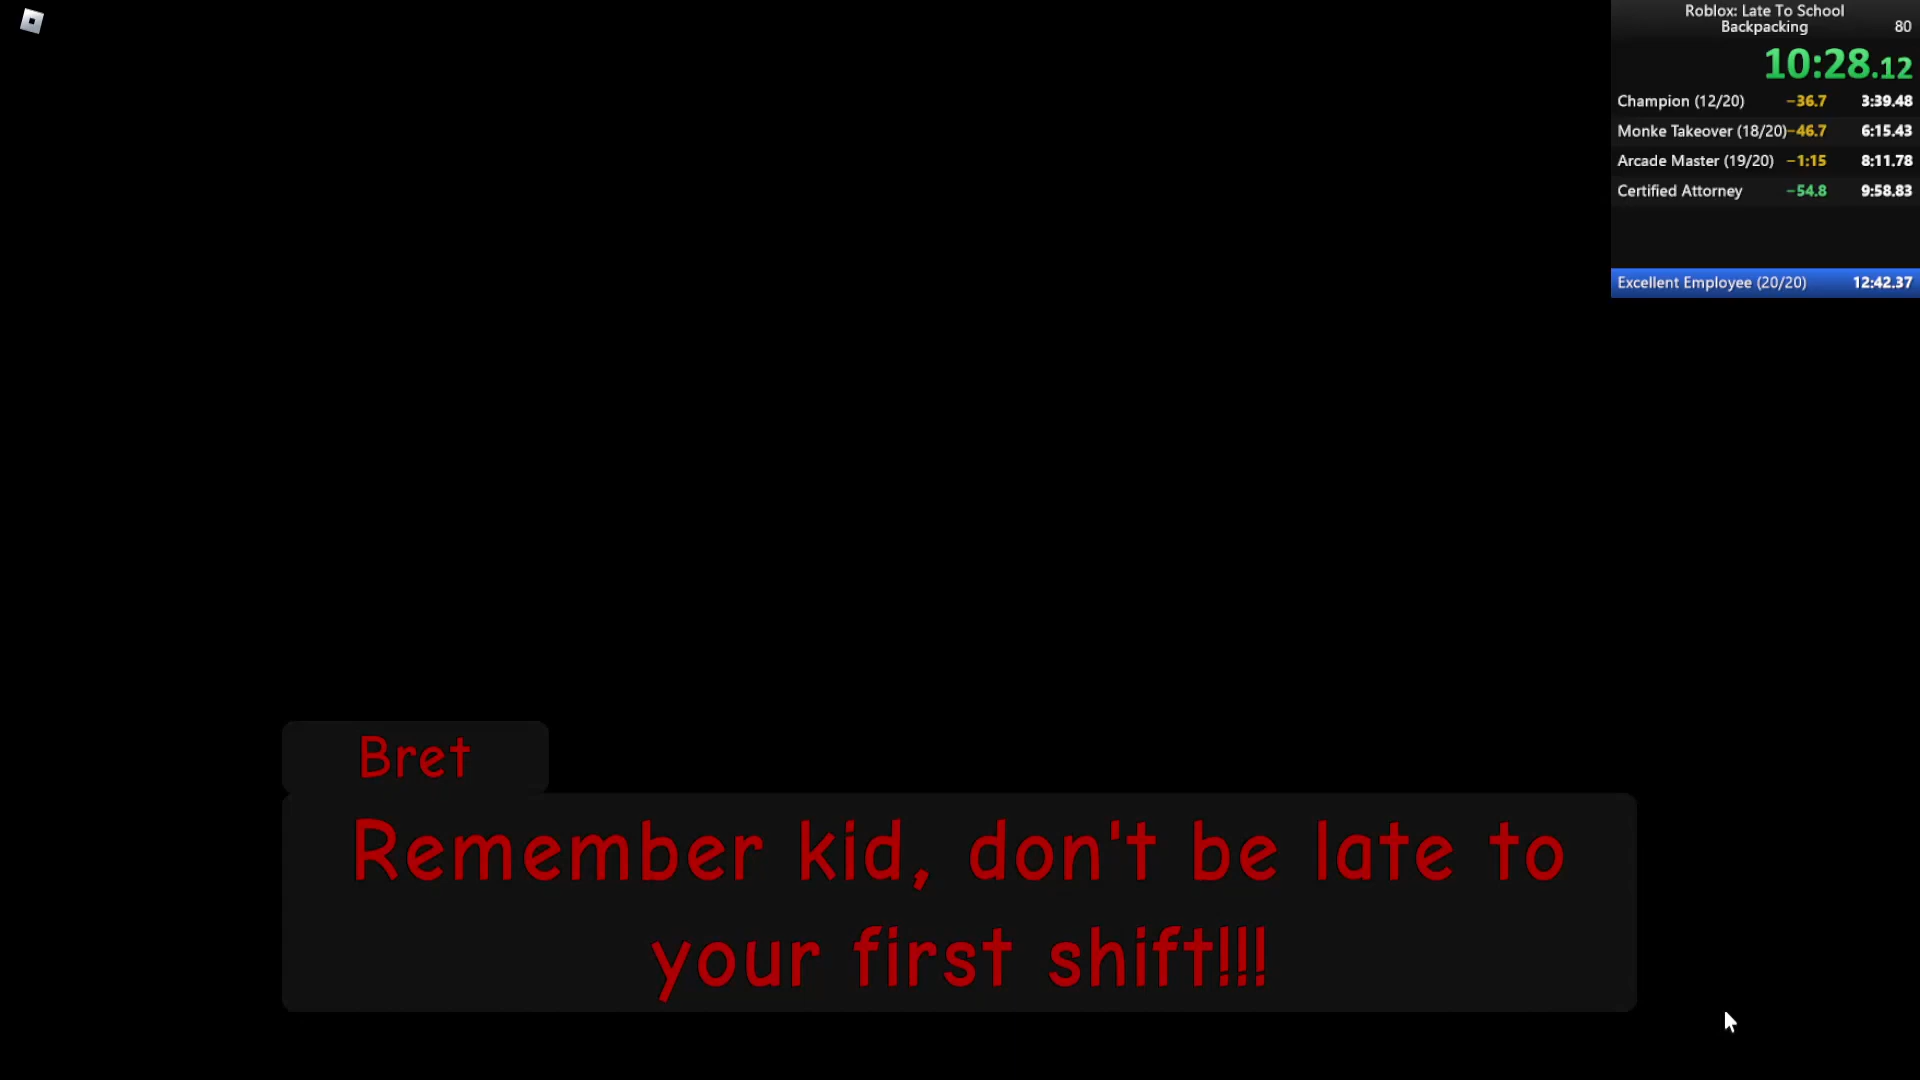 Roblox: Late To School
Backpacking 80
10:28.12
Champion (12/20) −36.7 3:39.48
Monke Takeover (18/20) −46.7 6:15.43
Arcade Master (19/20) −1:15 8:11.78
Certified Attorney −54.8 9:58.83
Excellent Employee (20/20) 12:42.37
Bret
Remember kid, don't be late to
your first shift!!!